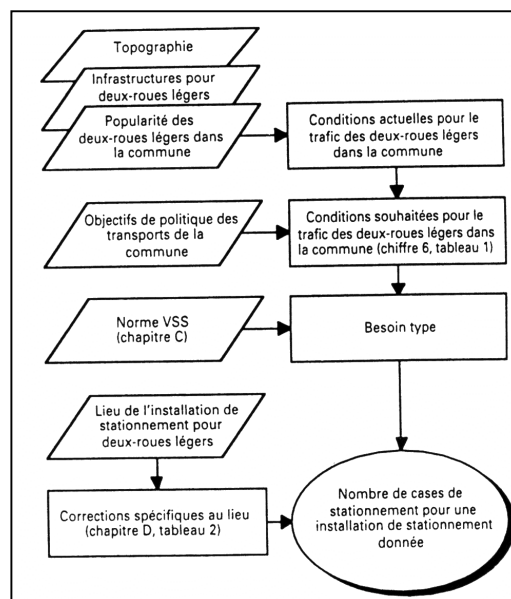 Topographie
Infrastructures pour
deux-roues légers
Popularité des
deux-roues légers dans
la commune
Conditions actuelles pour le
trafic des deux-roues légers
dans la commune
Objectifs de politique des
transports de la
commune
Conditions souhaitées pour le
trafic des deux-roues légers dans
la commune (chiffre 6, tableau 1)
Norme VSS
(chapitre C)
Besoin type
Lieu de l'installation de
stationnement pour
deux-roues légers
Corrections spécifiques au lieu
(chapitre D, tableau 2)
Nombre de cases de
stationnement pour une
installation de stationnement
donnée